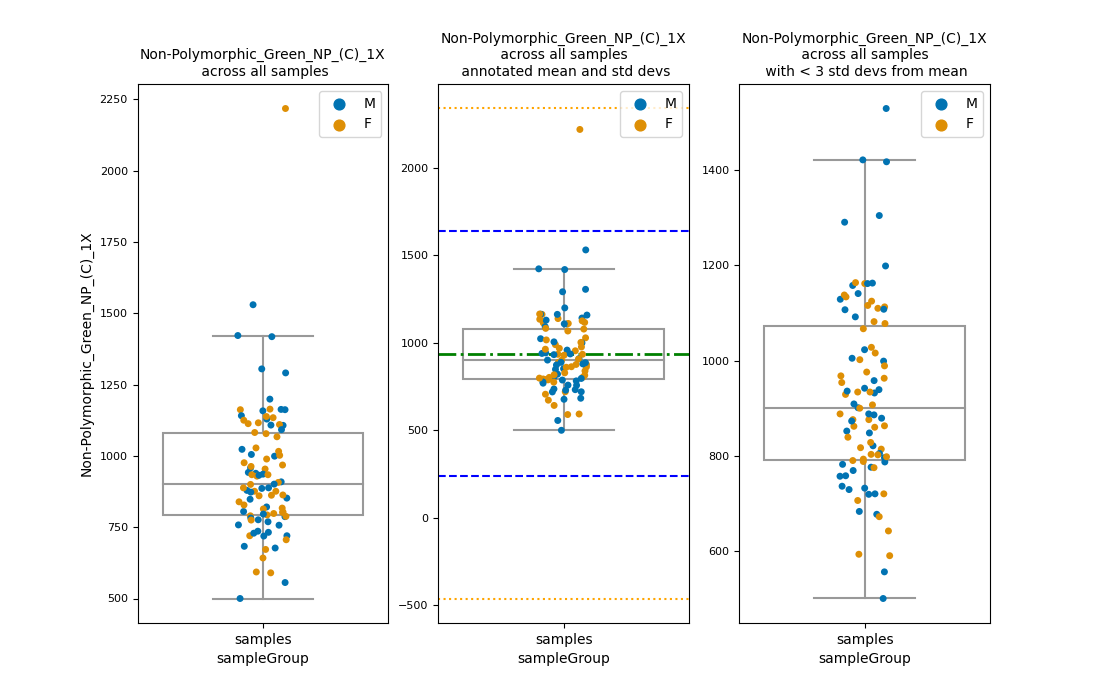 Non-Polymorphic_Green_NP_(C)_1X
across all samples
Non-Polymorphic_Green_NP_(C)_1X
across all samples
annotated mean and std devs
Non-Polymorphic_Green_NP_(C)_1X
across all samples
with < 3 std devs from mean
Non-Polymorphic_Green_NP_(C)_1X
2250
2000
1750
1500
1250
1000
750
500
M
F
samples
sampleGroup
2000
1500
1000
500
0
−500
M
F
samples
sampleGroup
1400
1200
1000
800
600
M
F
samples
sampleGroup